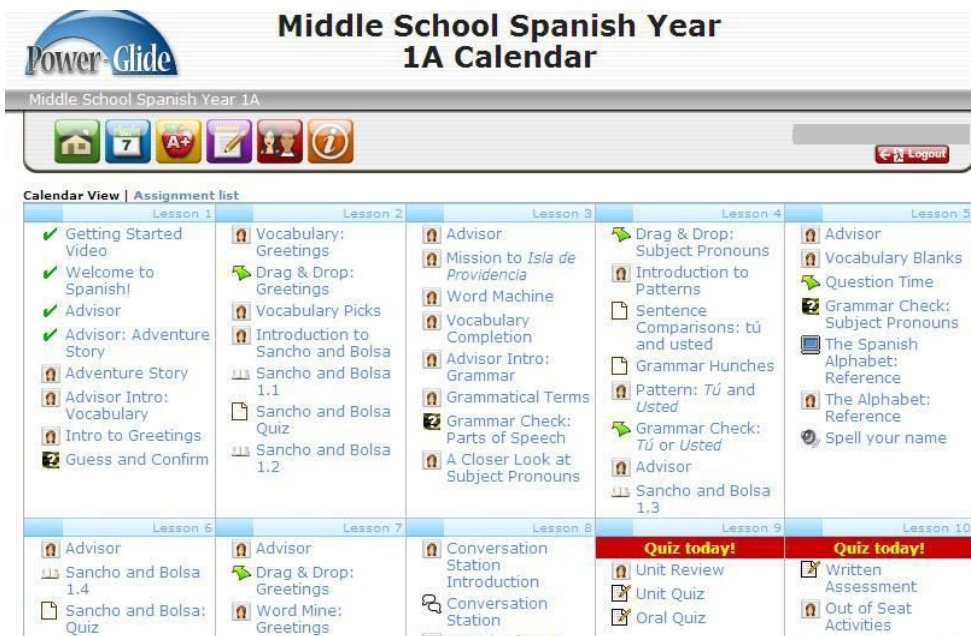 Power-Glide
Middle School Spanish Year
1A Calendar
Middle School Spanish Year 1A
7
A+
i
Logout
Calendar View | Assignment list
Lesson 1
Getting Started
Video
Welcome to
Spanish!
Advisor
Advisor: Adventure
Story
Adventure Story
Advisor Intro:
Vocabulary
Intro to Greetings
Guess and Confirm
Lesson 2
Vocabulary:
Greetings
Drag & Drop:
Greetings
Vocabulary Picks
Introduction to
Sancho and Bolsa
Sancho and Bolsa
1.1
Sancho and Bolsa
Quiz
Sancho and Bolsa
1.2
Lesson 3
Advisor
Mission to Isla de
Providencia
Word Machine
Vocabulary
Completion
Advisor Intro:
Grammar
Grammatical Terms
Grammar Check:
Parts of Speech
A Closer Look at
Subject Pronouns
Lesson 4
Drag & Drop:
Subject Pronouns
Introduction to
Patterns
Sentence
Comparisons: tú
and usted
Grammar Hunches
Pattern: Tú and
Usted
Grammar Check:
Tú or Usted
Advisor
Sancho and Bolsa
1.3
Lesson 5
Advisor
Vocabulary Blanks
Question Time
Grammar Check:
Subject Pronouns
The Spanish
Alphabet:
Reference
The Alphabet:
Reference
Spell your name
Lesson 6
Advisor
Sancho and Bolsa
1.4
Sancho and Bolsa:
Quiz
Lesson 7
Advisor
Drag & Drop:
Greetings
Word Mine:
Greetings
Lesson 8
Conversation
Station
Introduction
Conversation
Station
Lesson 9
Quiz today!
Unit Review
Unit Quiz
Oral Quiz
Lesson 10
Quiz today!
Written
Assessment
Out of Seat
Activities